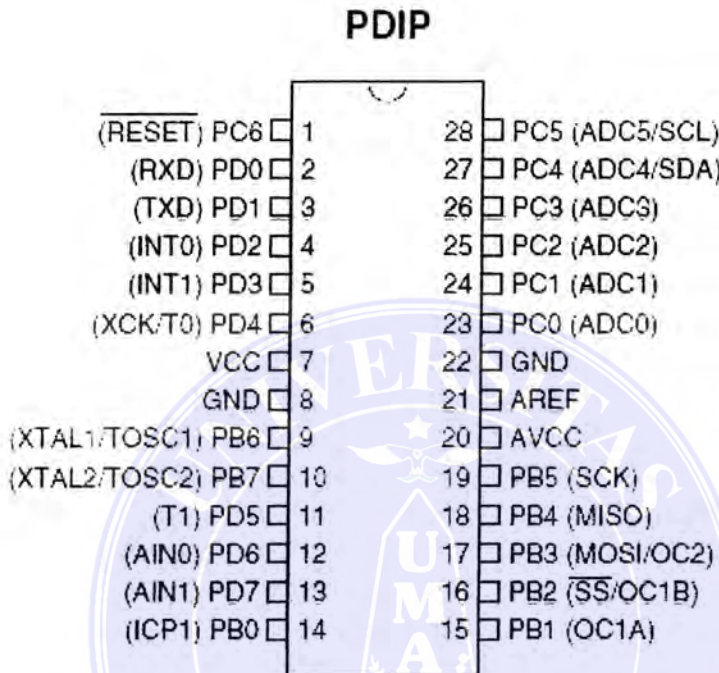 PDIP
(RESET) PC6 1 28 PC5 (ADC5/SCL)
(RXD) PD0 2 27 PC4 (ADC4/SDA)
(TXD) PD1 3 26 PC3 (ADC3)
(INT0) PD2 4 25 PC2 (ADC2)
(INT1) PD3 5 24 PC1 (ADC1)
(XCK/T0) PD4 6 23 PC0 (ADC0)
VCC 7 22 GND
GND 8 21 AREF
(XTAL1/TOSC1) PB6 9 20 AVCC
(XTAL2/TOSC2) PB7 10 19 PB5 (SCK)
(T1) PD5 11 18 PB4 (MISO)
(AIN0) PD6 12 17 PB3 (MOSI/OC2)
(AIN1) PD7 13 16 PB2 (SS/OC1B)
(ICP1) PB0 14 15 PB1 (OC1A)
UNIVERSITAS
UMA